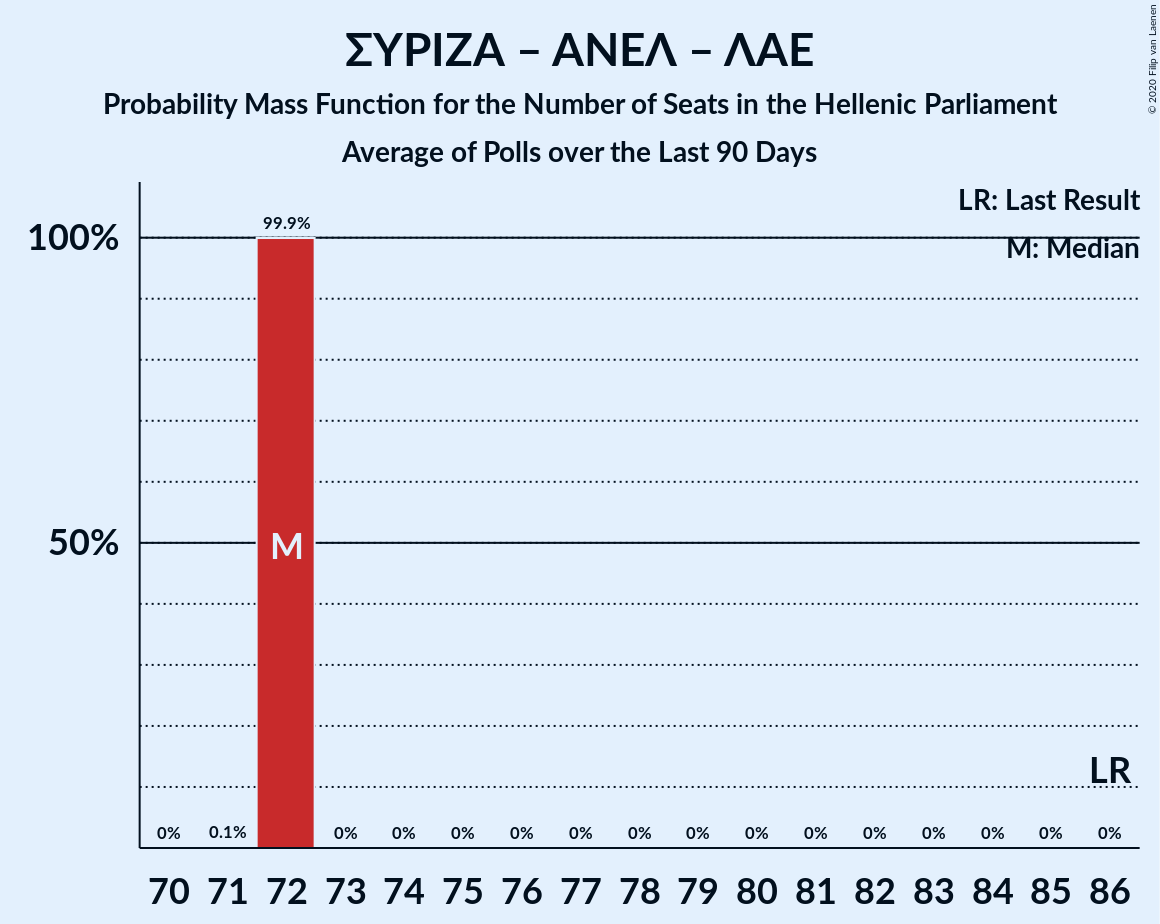 ΣΥΡΙΖΑ – ΑΝΕΛ – ΛΑΕ
Probability Mass Function for the Number of Seats in the Hellenic Parliament
Average of Polls over the Last 90 Days
© 2020 Filip van Laenen
LR: Last Result
M: Median
100%
50%
99.9%
M
LR
0% 0.1% 0% 0% 0% 0% 0% 0% 0% 0% 0% 0% 0% 0% 0% 0%
70 71 72 73 74 75 76 77 78 79 80 81 82 83 84 85 86